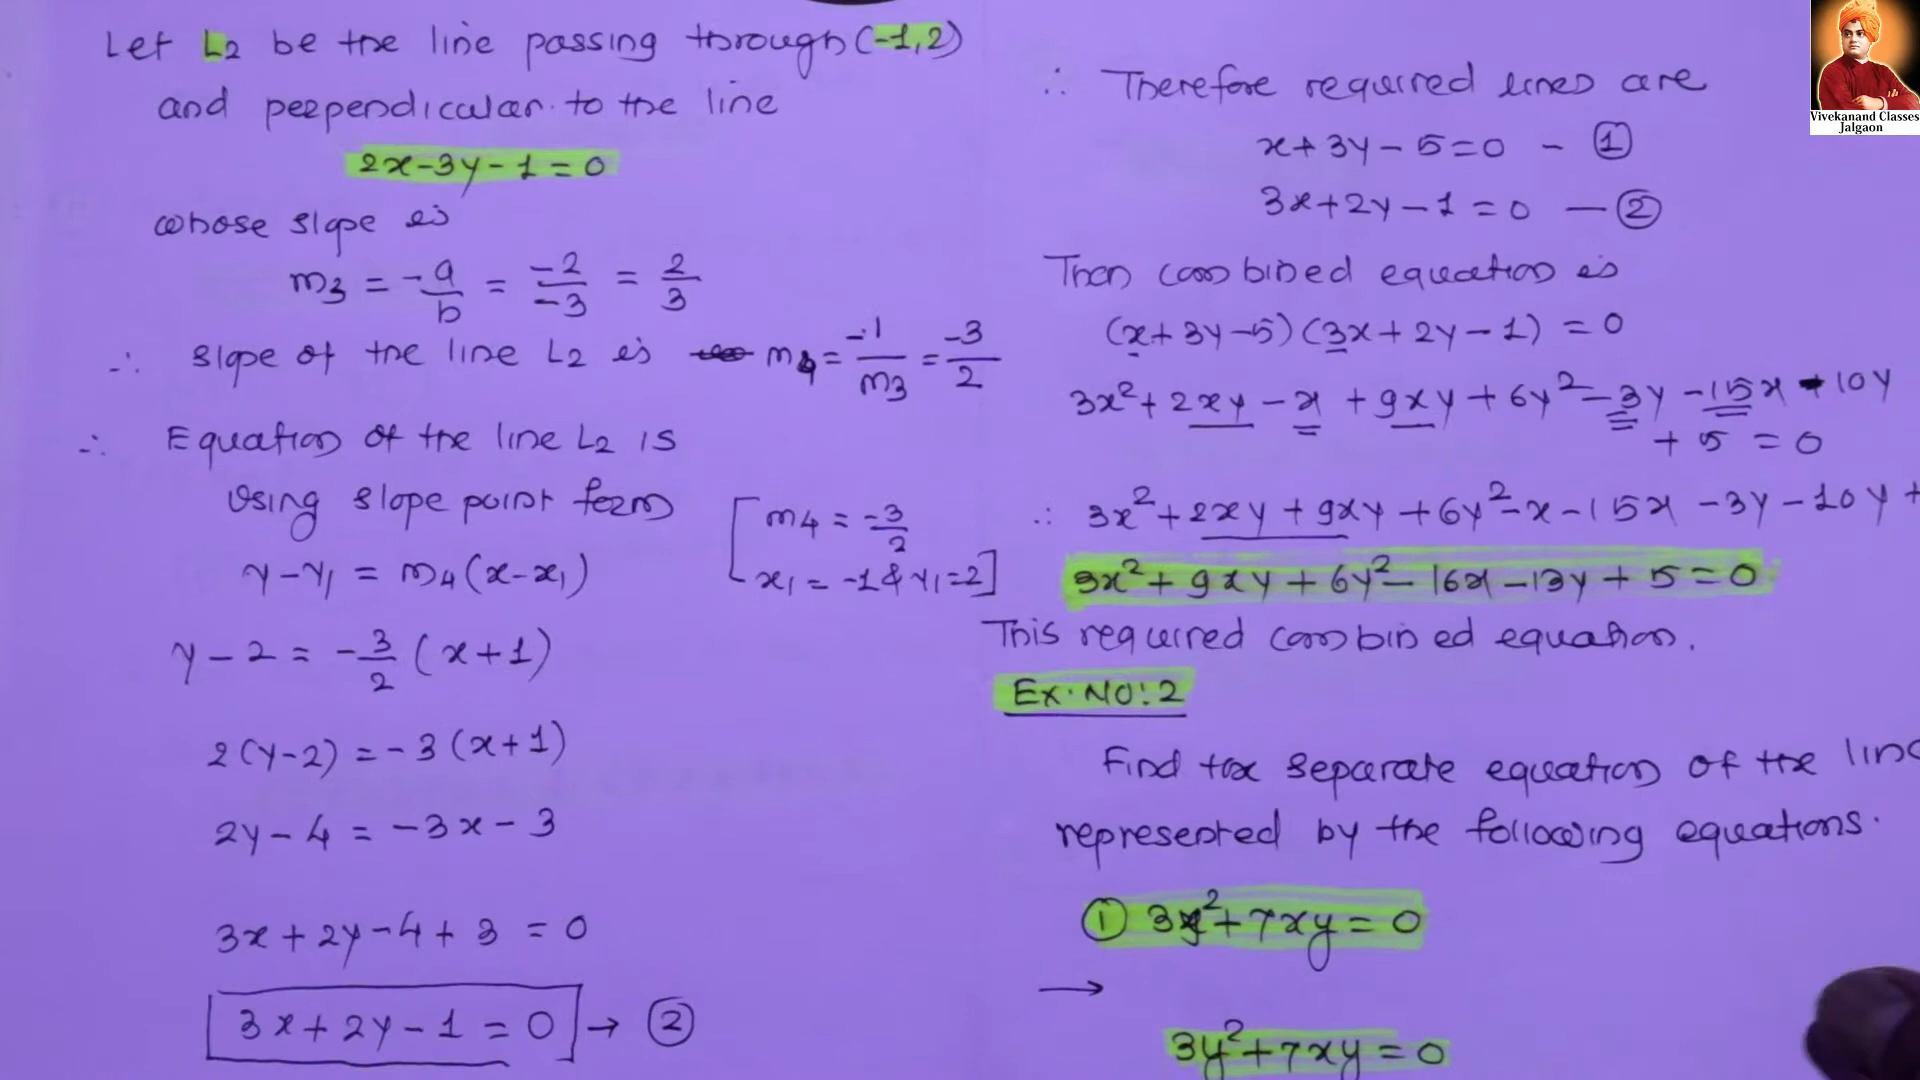 Let L2 be the line passing through (-1,2)
and perpendicular to the line
2x-3y-1=0
whose slope is
m3 = -a/b = -2/-3 = 2/3
∴ slope of the line L2 is m4 = -1/m3 = -3/2
∴ Equation of the line L2 is
Using slope point form
[m4 = -3/2
y-y1 = m4(x-x1)
x1 = -1 & y1=2]
y-2 = -3/2 (x+1)
2(y-2) = -3(x+1)
2y-4 = -3x-3
3x+2y-4+3 = 0
3x+2y-1 = 0 → ②
∴ Therefore required lines are
x+3y-5=0 - ①
3x+2y-1=0 - ②
Then combined equation is
(x+3y-5)(3x+2y-1) = 0
3x²+2xy-x+9xy+6y²-3y-15x-10y
+5 = 0
∴ 3x²+2xy+9xy+6y²-x-15x-3y-10y+
3x²+9xy+6y²-16x-13y+5=0
This required combined equation.
Ex.NO:2
Find the separate equation of the line
represented by the following equations.
① 3y²+7xy=0
→
3y²+7xy=0
Vivekanand Classes
Jalgaon